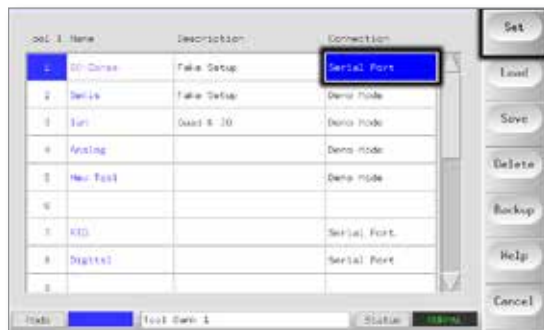 Name Description Connection Set
1 Fake Setup Serial Port
Load
2 Fake Setup Demo Mode
3 Demo Mode Save
4 Analog Demo Mode
Delete
5 New Tool Demo Mode
6
Backup
7 Serial Port
8 Digital Serial Port Help
9
Cancel
Tool Bank 1 Status